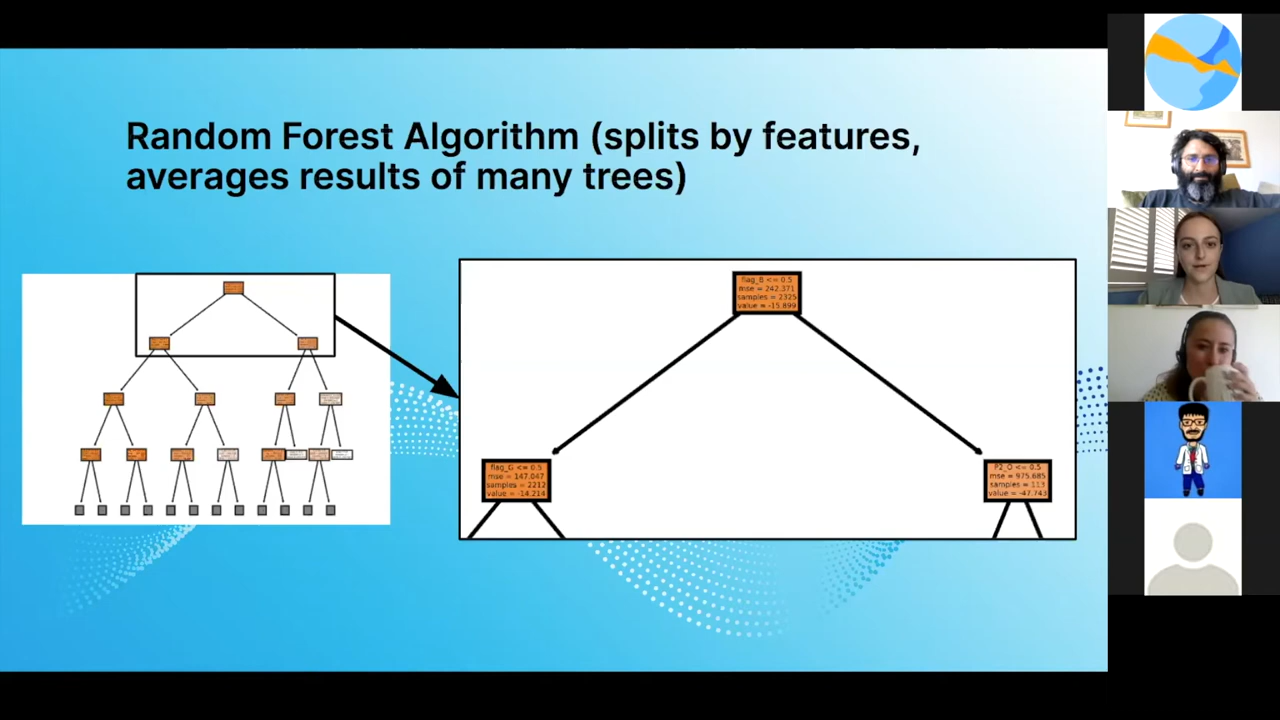 Random Forest Algorithm (splits by features,
averages results of many trees)
flag_B <= 0.5
mse = 242.371
samples = 2325
value = -15.899
flag_G <= 0.5
mse = 147.047
samples = 2212
value = -14.214
P2_O <= 0.5
mse = 975.685
samples = 113
value = -47.743